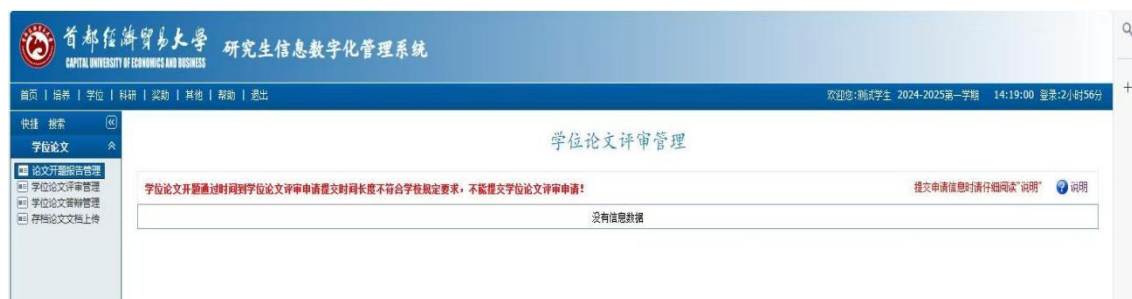 首都经济贸易大学 研究生信息数字化管理系统
CAPITAL UNIVERSITY OF ECONOMICS AND BUSINESS
首页 | 培养 | 学位 | 科研 | 奖助 | 其他 | 帮助 | 退出
欢迎您:测试学生 2024-2025第一学期 14:19:00 登录:2小时56分
快捷 搜索
学位论文
论文开题报告管理
学位论文评审管理
学位论文答辩管理
存档论文文档上传
学位论文评审管理
学位论文开题通过时间到学位论文评审申请提交时间长度不符合学校规定要求，不能提交学位论文评审申请！
提交申请信息时请仔细阅读"说明" 说明
没有信息数据